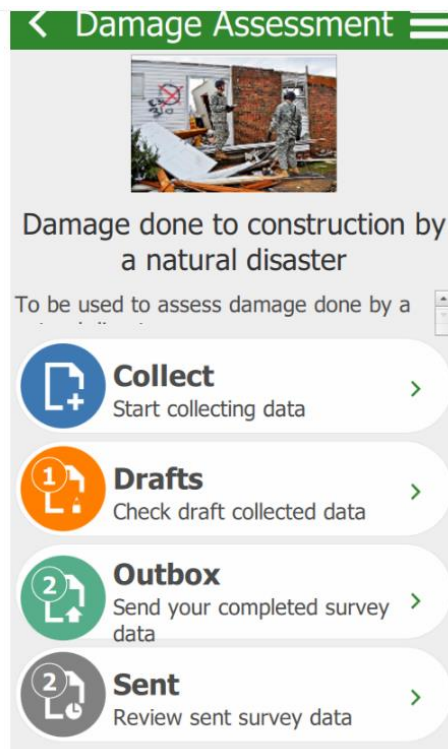 Damage Assessment
Damage done to construction by
a natural disaster
To be used to assess damage done by a
Collect
Start collecting data
1
Drafts
Check draft collected data
2
Outbox
Send your completed survey
data
2
Sent
Review sent survey data